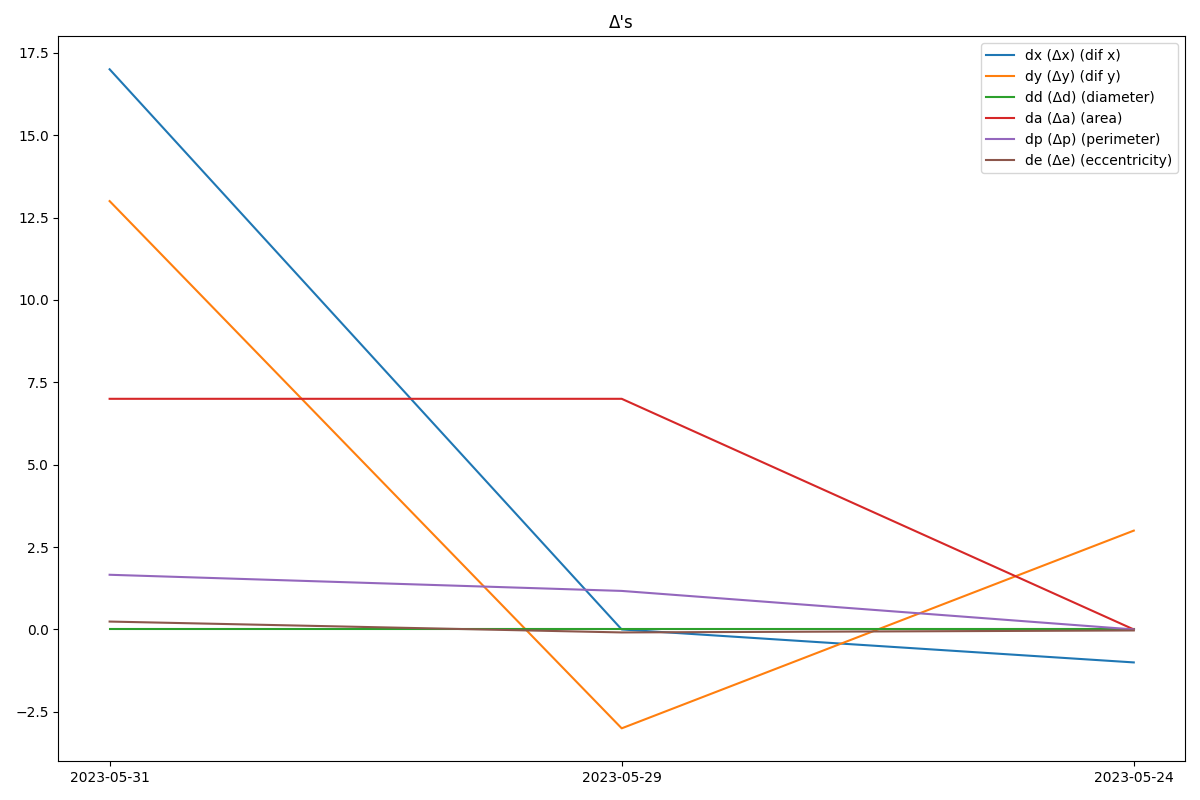 Δ's
17.5
15.0
12.5
10.0
7.5
5.0
2.5
0.0
−2.5
dx (Δx) (dif x)
dy (Δy) (dif y)
dd (Δd) (diameter)
da (Δa) (area)
dp (Δp) (perimeter)
de (Δe) (eccentricity)
2023-05-31 2023-05-29 2023-05-24